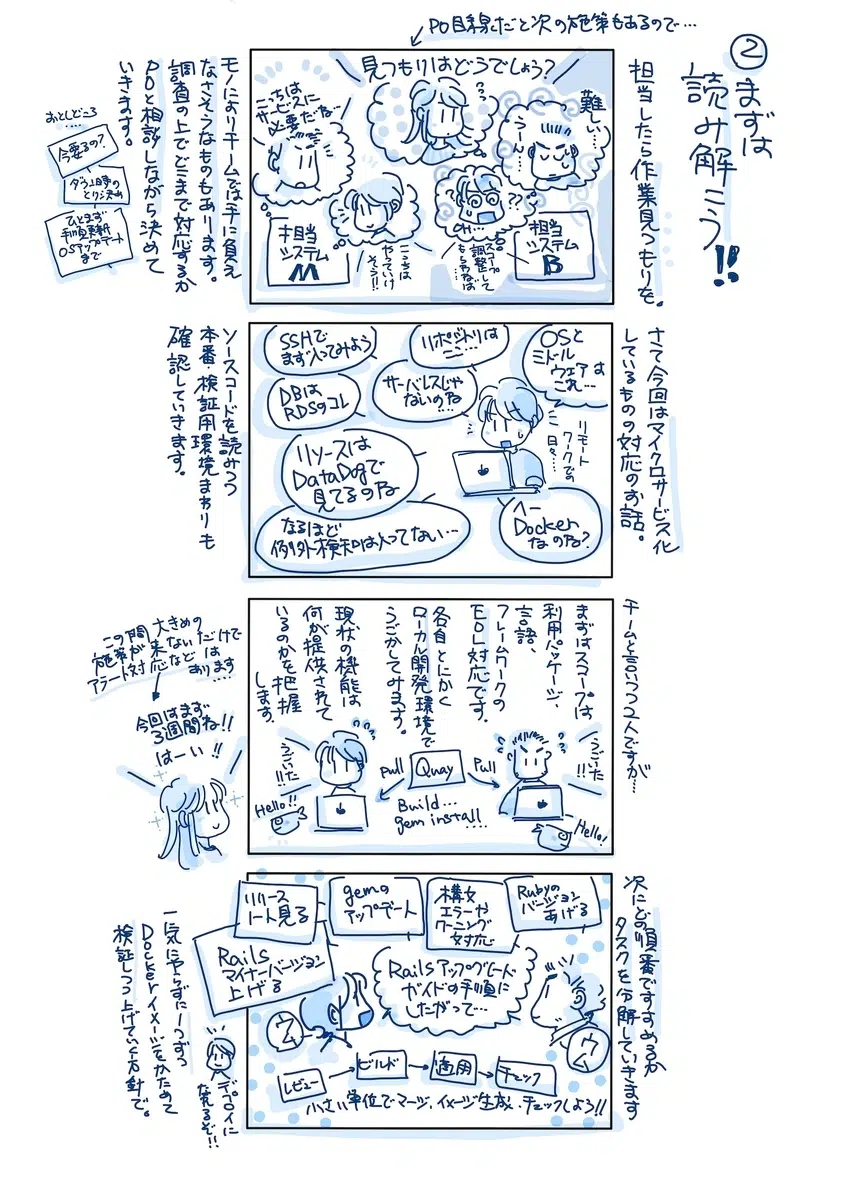 ②まずは
読み解こう!!
PO目線だと次の施策もあるので…
担当したら作業見つもりを。
見つもりはどうでしょう?
難しい…
うーん
??
こっちは
サービスに
必要だな…
担当
システム
B
スコープ
調整して
もらわねば
…
担当
システム
A
こっちは
やっていけ
そう!!
モノによりチームでは手に負え
なさそうなものもあります。
調査の上でどこまで対応するか
POと相談しながら決めて
いきます。
おとしどころ
……
今要るの?
ダウン時の
とり決め
ひとまず
手順更新
OSアップデート
まで
さて今回はマイクロサービス化
しているものの対応のお話。
OSと
ミドル
ウェアは
これ…
リポジトリは
ここ…
SSHで
まず入ってみよう
サーバレスじゃ
ないのね
…
DBは
RDSのコレ
リモート
ワークでの
日々…
リソースは
DataDogで
見てるのね
へー
Docker
なのね?
なるほど
例外検知は入ってない…
ソースコードを読みつつ
本番・検証用環境まわりも
確認していきます。
チームと言いつつ2人ですが…
まずはスコープは
利用パッケージ、
言語、
フレームワークの
EOL対応です。
各自とにかく
ローカル開発環境で
うごかしてみます。
現状の機能は
何が提供されて
いるのかを把握
します。
うごいた
!!
うごいた
!!
pull
Quay
Pull
Build…
gem install
Hello!!
Hello!
この間大きめの
施策が来ないだけで
アラート対応などは
あります
……
今回はまず
3週間ね!!
はーい!!
次にどの順番ですすめるか
タスクを分解していきます
Rubyの
バージョン
あげる
構文
エラーや
ワーニング
対応
gemの
アップデート
リリース
ノート見る
Rails
マイナーバージョン
上げる
Railsアップグレード
ガイドの手順に
したがって…
ウム
ウム
レビュー
ビルド
適用
チェック
小さい単位でマージ、イメージ生成、チェックしよう!!
一気にやらずに1つずつ
Dockerイメージをかためて
検証しつつ上げていく方針で。
デプロイに
なれるぞ!!